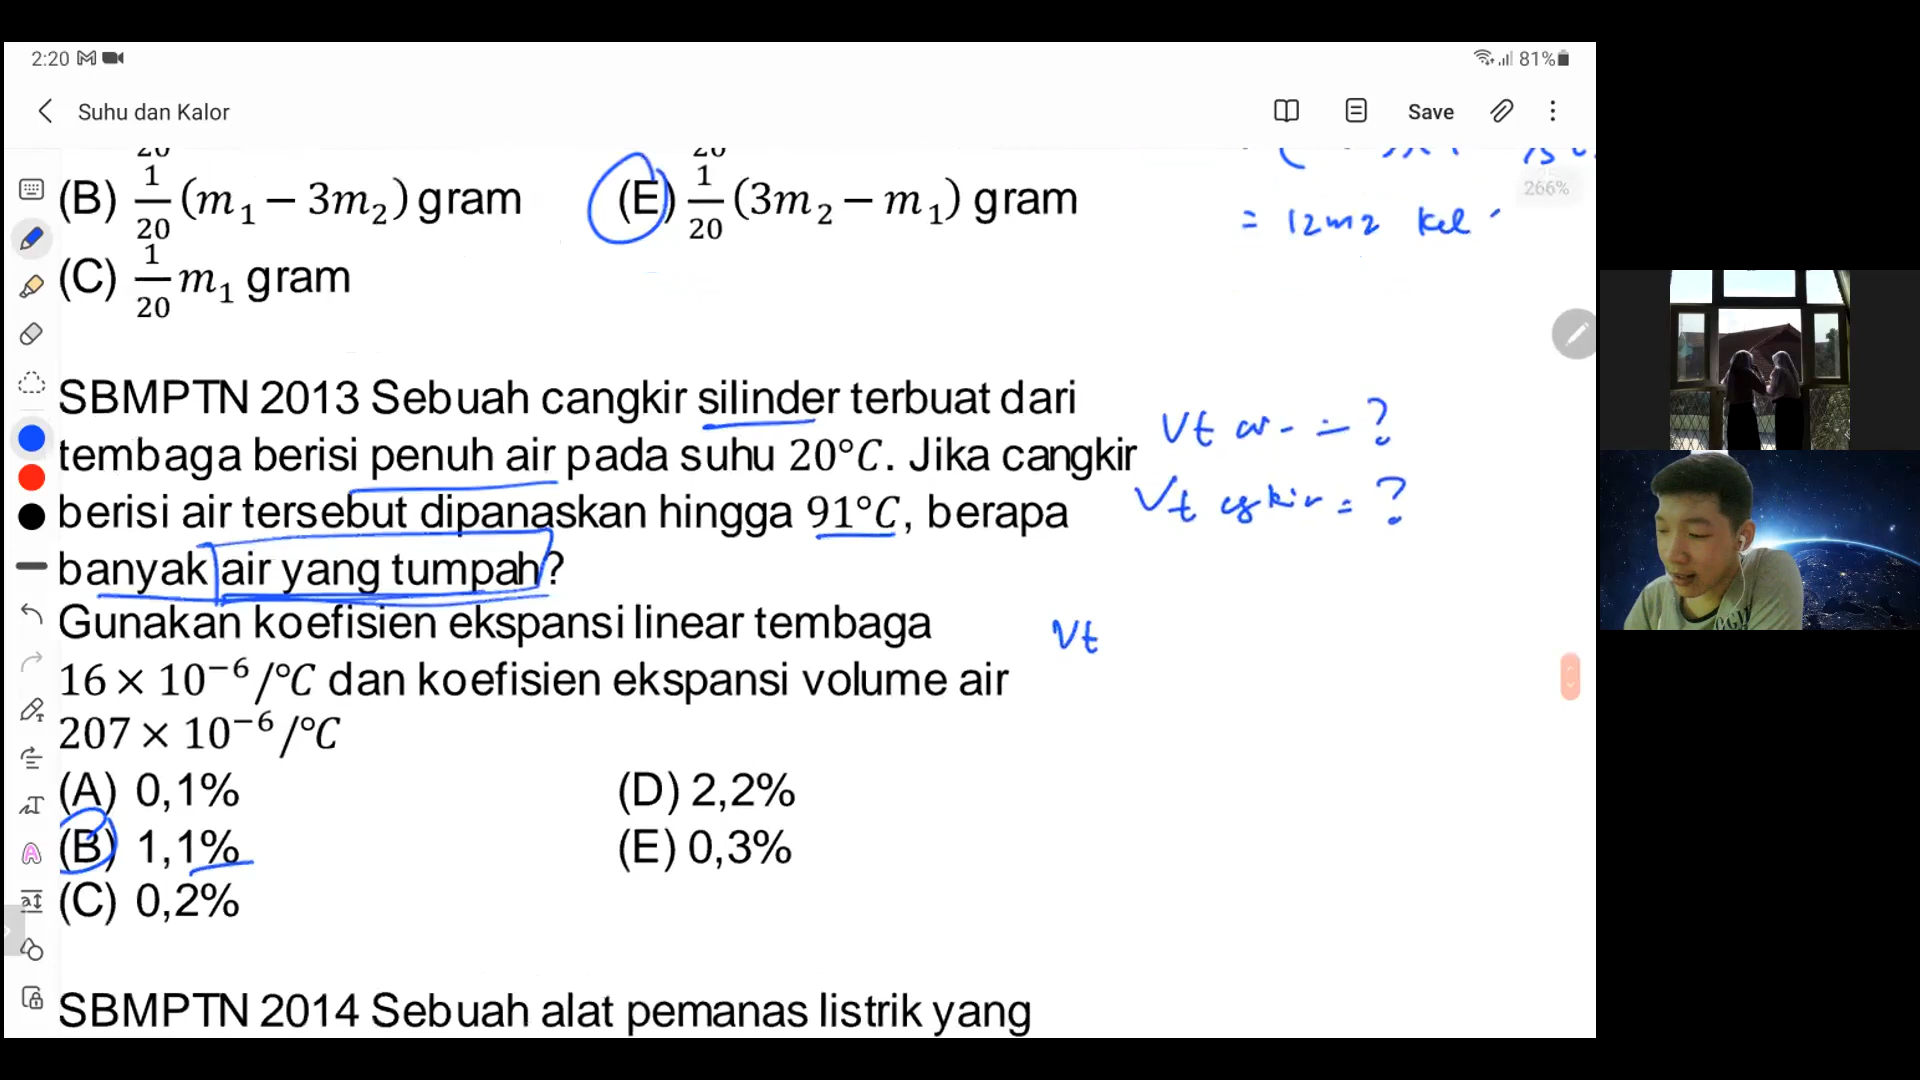 2:20
81%
Suhu dan Kalor
Save
266%
20 20
(B) 1/20 (m₁ − 3m₂) gram (E) 1/20 (3m₂ − m₁) gram
= 12m2 kal
(C) 1/20 m₁ gram
SBMPTN 2013 Sebuah cangkir silinder terbuat dari
tembaga berisi penuh air pada suhu 20°C. Jika cangkir
berisi air tersebut dipanaskan hingga 91°C, berapa
banyak air yang tumpah?
Vt air = ?
Vt cgkir = ?
Gunakan koefisien ekspansi linear tembaga
Vt
16 × 10⁻⁶/°C dan koefisien ekspansi volume air
207 × 10⁻⁶/°C
(A) 0,1% (D) 2,2%
(B) 1,1% (E) 0,3%
(C) 0,2%
SBMPTN 2014 Sebuah alat pemanas listrik yang